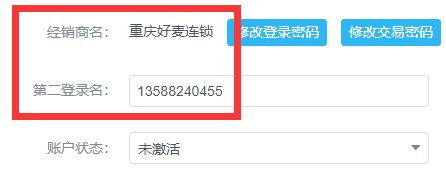 经销商名： 重庆好麦连锁 修改登录密码 修改交易密码
第二登录名： 13588240455
账户状态： 未激活